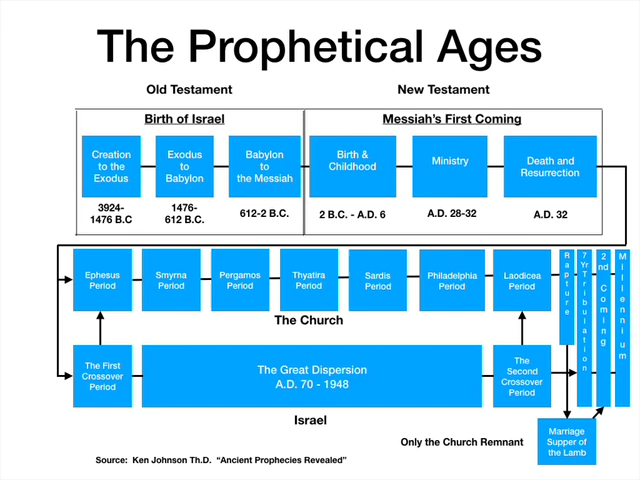 The Prophetical Ages
Old Testament
New Testament
Birth of Israel
Messiah's First Coming
Creation
to the
Exodus
Exodus
to
Babylon
Babylon
to
the Messiah
Birth &
Childhood
Ministry
Death and
Resurrection
3924-
1476 B.C
1476-
612 B.C.
612-2 B.C.
2 B.C. - A.D. 6
A.D. 28-32
A.D. 32
Ephesus
Period
Smyrna
Period
Pergamos
Period
Thyatira
Period
Sardis
Period
Philadelphia
Period
Laodicea
Period
Rapture
7 Yr Tribulation
2nd Coming
Millennium
The Church
The First
Crossover
Period
The Great Dispersion
A.D. 70 - 1948
The
Second
Crossover
Period
Israel
Only the Church Remnant
Marriage
Supper of
the Lamb
Source: Ken Johnson Th.D. "Ancient Prophecies Revealed"